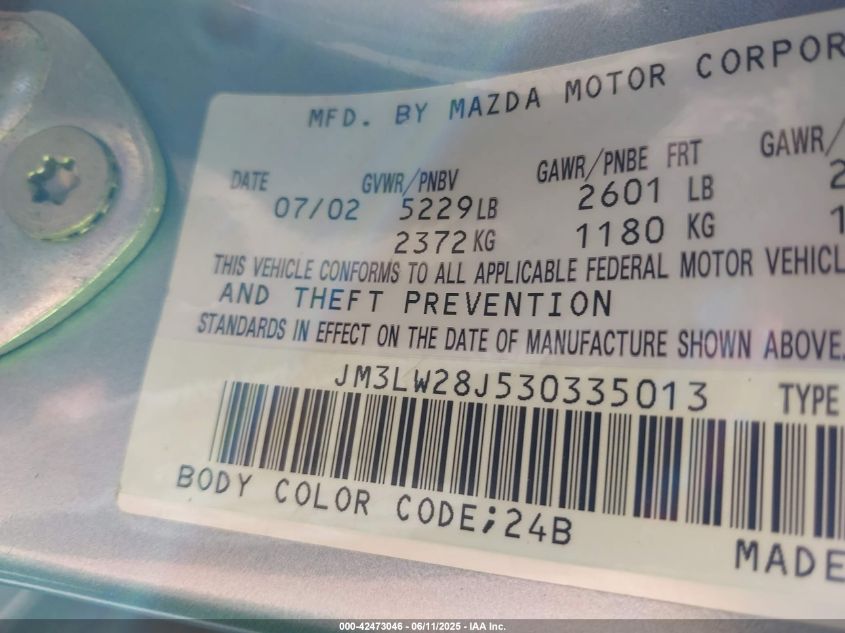 MFD. BY MAZDA MOTOR CORPOR
DATE GVWR/PNBV GAWR/PNBE FRT GAWR/
07/02 5229LB 2601 LB 2
2372KG 1180 KG 1
THIS VEHICLE CONFORMS TO ALL APPLICABLE FEDERAL MOTOR VEHICL
AND THEFT PREVENTION
STANDARDS IN EFFECT ON THE DATE OF MANUFACTURE SHOWN ABOVE.
JM3LW28J530335013 TYPE
BODY COLOR CODE;24B
MADE
000-42473046 - 06/11/2025 - IAA Inc.